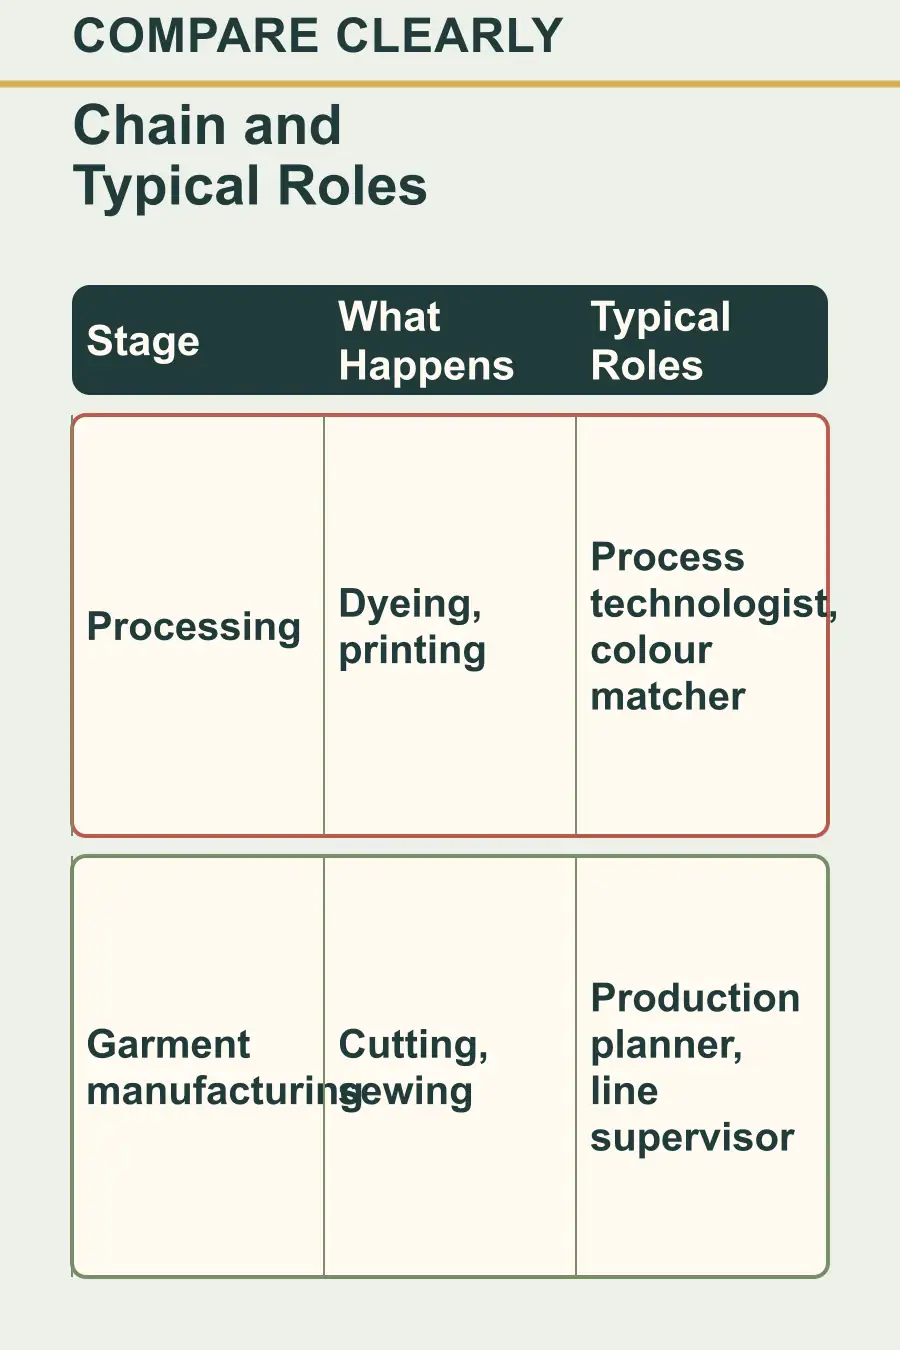 COMPARE CLEARLY
Chain and
Typical Roles
Stage
What
Happens
Typical
Roles
Processing
Dyeing,
printing
Process
technologist,
colour
matcher
Garment
manufacturing
Cutting,
sewing
Production
planner,
line
supervisor